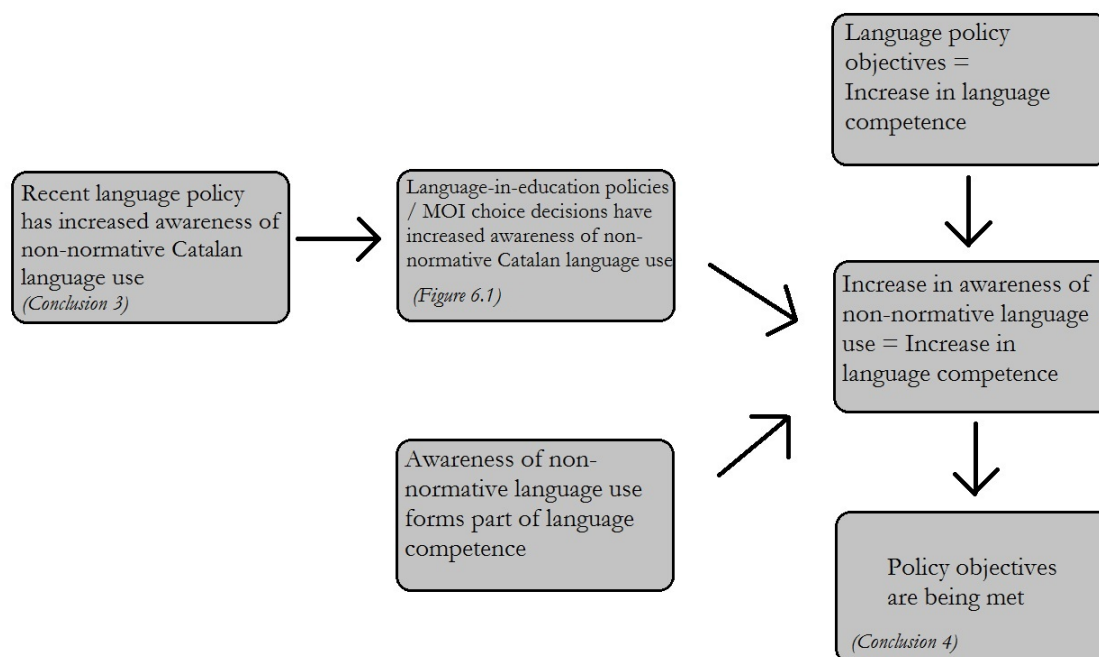 Language policy
objectives =
Increase in language
competence
Recent language policy
has increased awareness of
non-normative Catalan
language use
(Conclusion 3)
Language-in-education policies
/ MOI choice decisions have
increased awareness of non-
normative Catalan language use
(Figure 6.1)
Increase in awareness of
non-normative language
use = Increase in
language competence
Awareness of non-
normative language use
forms part of language
competence
Policy objectives
are being met
(Conclusion 4)